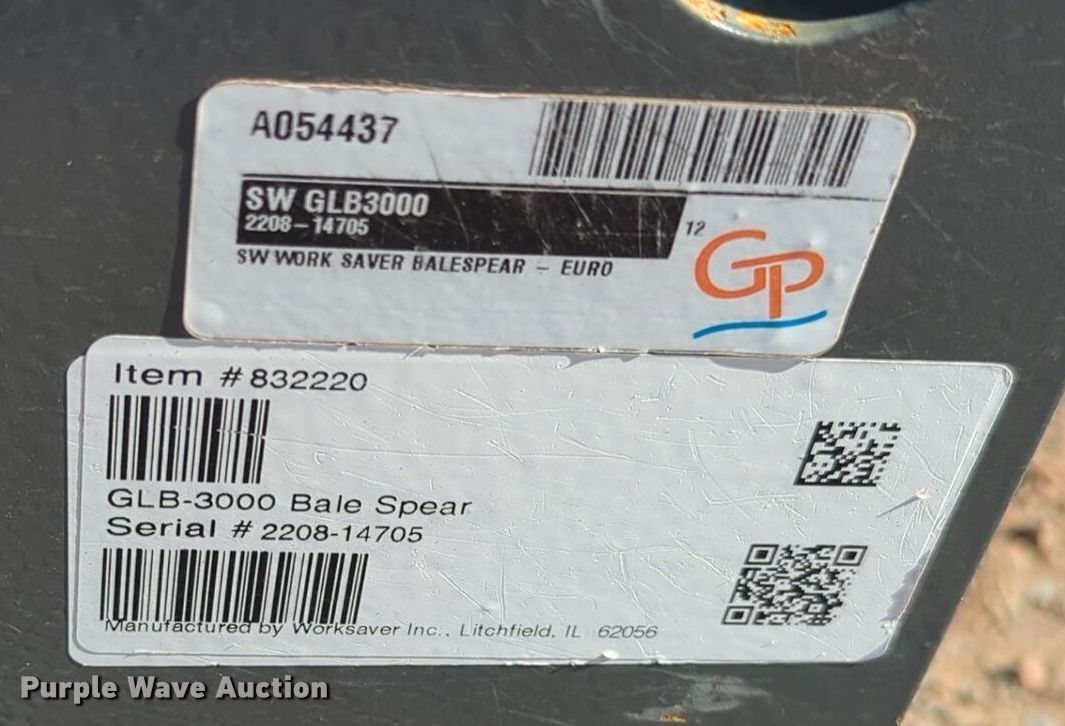 A054437
SW GLB3000
2208-14705
12
SW WORK SAVER BALESPEAR - EURO
GP
Item #832220
GLB-3000 Bale Spear
Serial # 2208-14705
Manufactured by Worksaver Inc., Litchfield, IL 62056
Purple Wave Auction